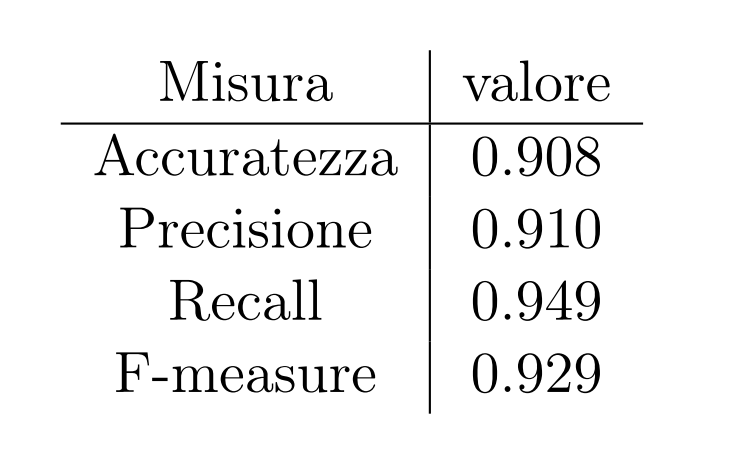 Misura valore
Accuratezza 0.908
Precisione 0.910
Recall 0.949
F-measure 0.929